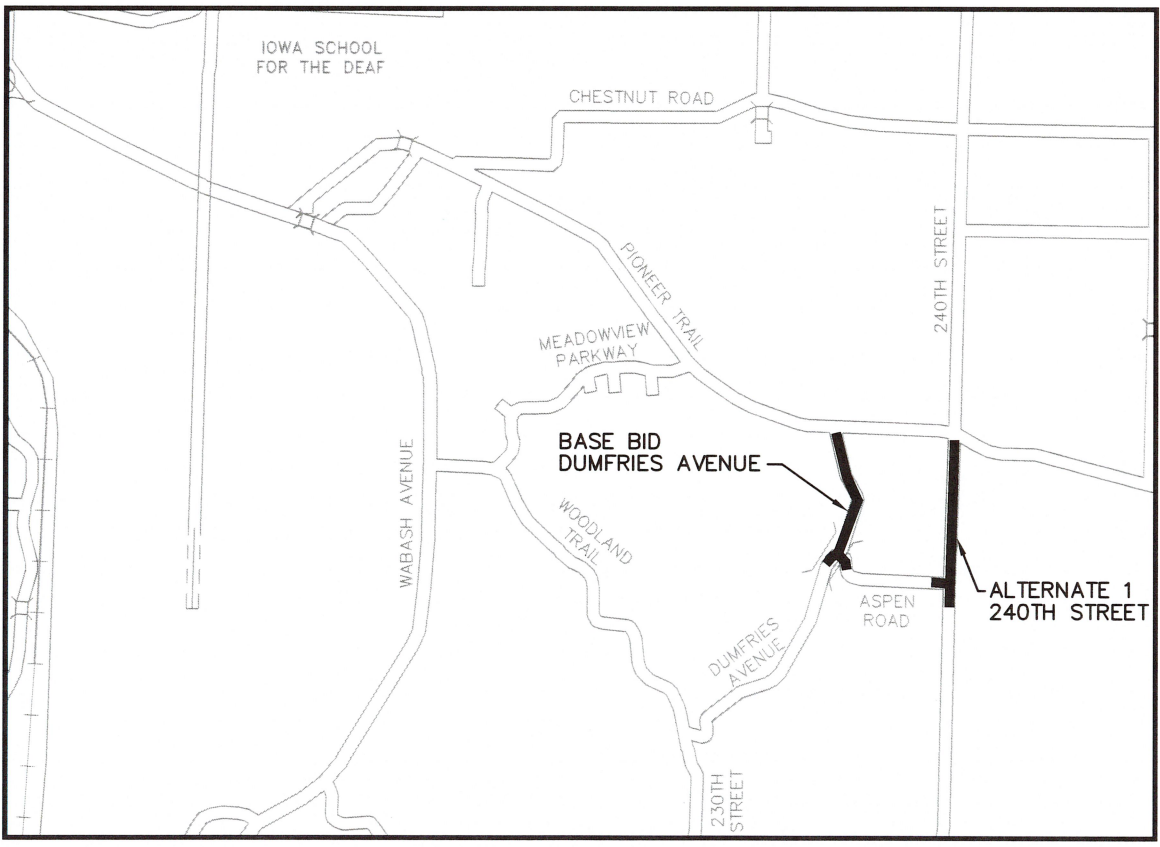 IOWA SCHOOL
FOR THE DEAF
CHESTNUT ROAD
240TH STREET
PIONEER TRAIL
MEADOWVIEW
PARKWAY
BASE BID
DUMFRIES AVENUE
WABASH AVENUE
WOODLAND
TRAIL
ALTERNATE 1
240TH STREET
ASPEN
ROAD
DUMFRIES
AVENUE
230TH
STREET